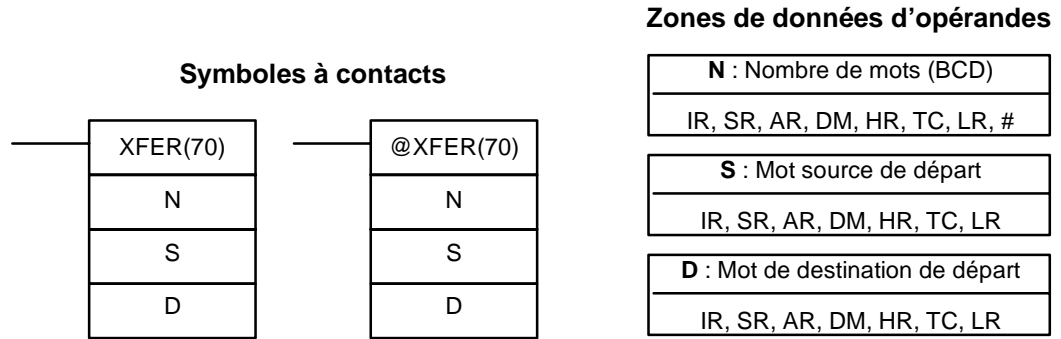 Zones de données d’opérandes
Symboles à contacts
XFER(70)
N
S
D
@XFER(70)
N
S
D
N : Nombre de mots (BCD)
IR, SR, AR, DM, HR, TC, LR, #
S : Mot source de départ
IR, SR, AR, DM, HR, TC, LR
D : Mot de destination de départ
IR, SR, AR, DM, HR, TC, LR